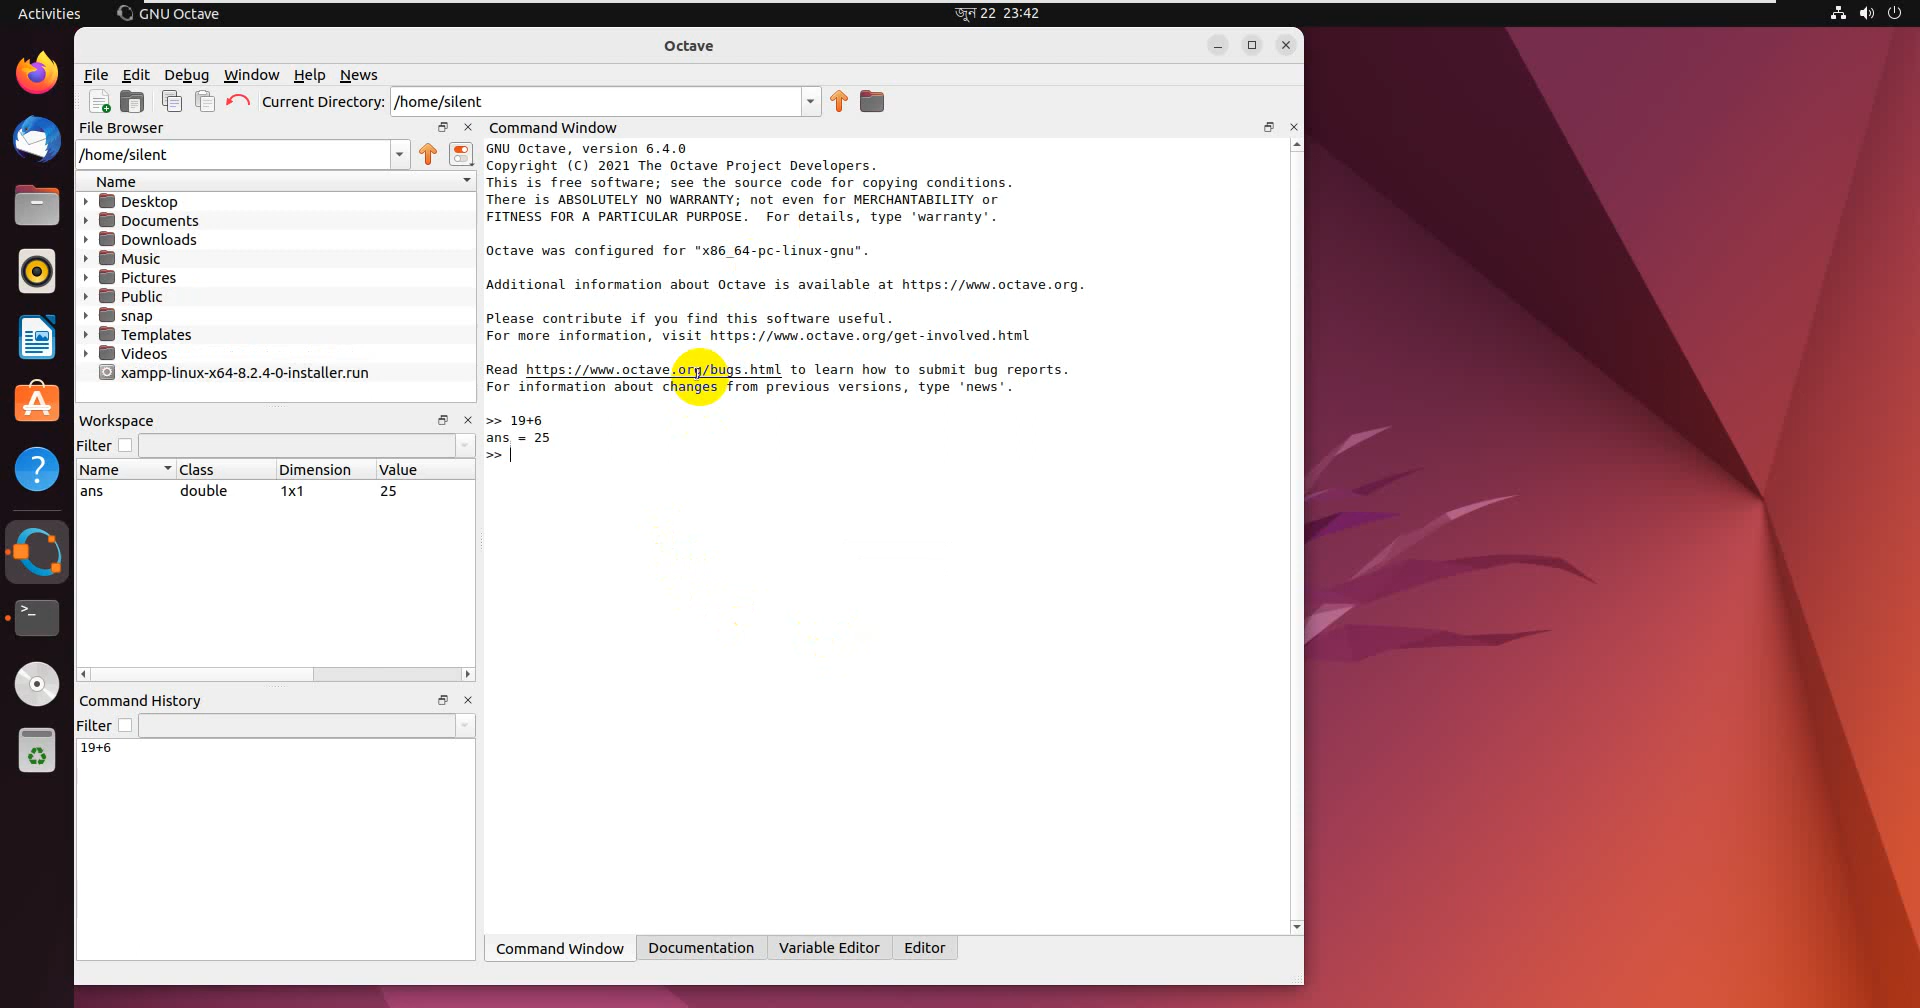 Activities GNU Octave জুন 22 23:42
Octave
File Edit Debug Window Help News
Current Directory: /home/silent
File Browser
/home/silent
Name
Desktop
Documents
Downloads
Music
Pictures
Public
snap
Templates
Videos
xampp-linux-x64-8.2.4-0-installer.run
Workspace
Filter
Name Class Dimension Value
ans double 1x1 25
Command History
Filter
19+6
Command Window
GNU Octave, version 6.4.0
Copyright (C) 2021 The Octave Project Developers.
This is free software; see the source code for copying conditions.
There is ABSOLUTELY NO WARRANTY; not even for MERCHANTABILITY or
FITNESS FOR A PARTICULAR PURPOSE.  For details, type 'warranty'.
Octave was configured for "x86_64-pc-linux-gnu".
Additional information about Octave is available at https://www.octave.org.
Please contribute if you find this software useful.
For more information, visit https://www.octave.org/get-involved.html
Read https://www.octave.org/bugs.html to learn how to submit bug reports.
For information about changes from previous versions, type 'news'.
>> 19+6
ans = 25
>>
Command Window Documentation Variable Editor Editor